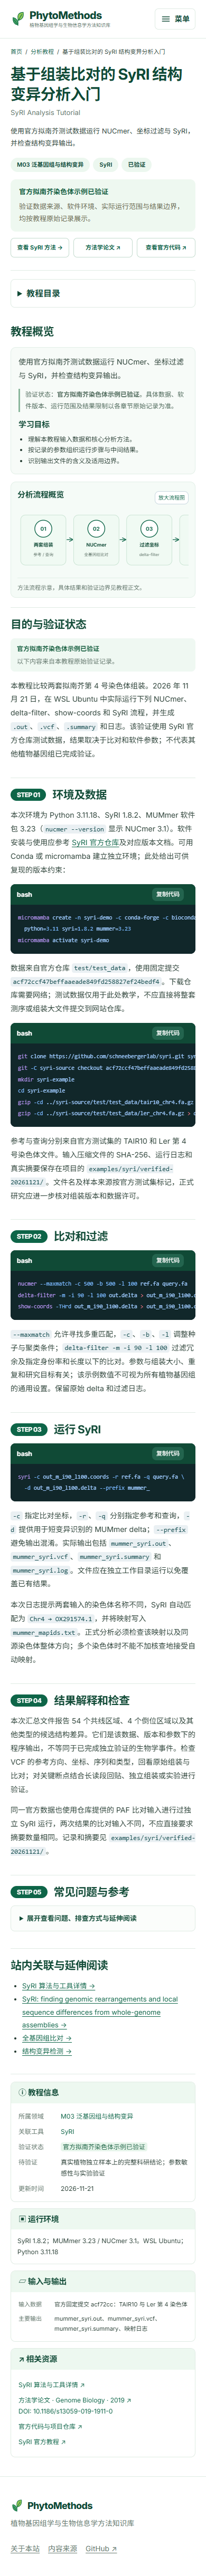 PhytoMethods
植物基因组学与生物信息学方法知识库
菜单
首页 / 分析教程 / 基于组装比对的 SyRI 结构变异分析入门
基于组装比对的 SyRI 结构
变异分析入门
SyRI Analysis Tutorial
使用官方拟南芥测试数据运行 NUCmer、坐标过滤与 SyRI,
并检查结构变异输出。
M03 泛基因组与结构变异
SyRI
已验证
官方拟南芥染色体示例已验证
验证数据来源、软件环境、实际运行范围与结果边界,
均按教程原始记录展示。
查看 SyRI 方法 →
方法学论文 ↗
查看官方代码 ↗
▶ 教程目录
教程概览
使用官方拟南芥测试数据运行 NUCmer、坐标过滤
与 SyRI,并检查结构变异输出。
验证状态:官方拟南芥染色体示例已验证。具体数据、软
件版本、运行范围及结果限制以各章节原始记录为准。
学习目标
理解本教程输入数据和核心分析方法。
按记录的参数组织运行步骤与中间结果。
识别输出文件的含义及适用边界。
分析流程概览
放大流程图
01
两套组装
参考 / 查询
02
NUCmer
全基因组比对
03
过滤坐标
delta-filter
方法流程示意,具体结果和验证边界见教程正文。
目的与验证状态
官方拟南芥染色体示例已验证
以下内容来自本教程原始验证记录。
本教程比较两套拟南芥第 4 号染色体组装。2026 年 11
月 21 日,在 WSL Ubuntu 中实际运行下列 NUCmer、
delta-filter、show-coords 和 SyRI 流程,并生成
.out、.vcf、.summary 和日志。该验证使用 SyRI 官
方仓库测试数据,结果取决于比对和软件参数;不代表其
他植物基因组已完成验证。
STEP 01 环境及数据
本次环境为 Python 3.11.18、SyRI 1.8.2、MUMmer 软件
包 3.23(nucmer --version 显示 NUCmer 3.1)。软件
安装与使用应参考 SyRI 官方仓库及对应版本文档。可用
Conda 或 micromamba 建立独立环境;此处给出可供
复现的版本约束:
bash
复制代码
micromamba create -n syri-demo -c conda-forge -c bioconda
python=3.11 syri=1.8.2 mummer=3.23
micromamba activate syri-demo
数据来自官方仓库 test/test_data,使用固定提交
acf72ccf47beffaaeade849fd258827ef24bedf4。下载仓
库需要网络;测试数据仅用于此处教学,不应直接将整套
测序或组装大文件提交到网站仓库。
bash
复制代码
git clone https://github.com/schneebergerlab/syri.git
git -C syri-source checkout acf72ccf47beffaaeade849fd25882
mkdir syri-example
cd syri-example
gzip -cd ../syri-source/test/test_data/tair10_chr4.fa.gz
gzip -cd ../syri-source/test/test_data/ler_chr4.fa.gz >
参考与查询分别来自官方测试集的 TAIR10 和 Ler 第 4
号染色体文件。输入压缩文件的 SHA-256、运行日志和
真实摘要保存在项目的 examples/syri/verified-
20261121/。文件名及样本来源按官方测试集标记,正式
研究应进一步核对组装版本和数据许可。
STEP 02 比对和过滤
bash
复制代码
nucmer --maxmatch -c 500 -b 500 -l 100 ref.fa query.fa
delta-filter -m -i 90 -l 100 out.delta > out_m_i90_l100.d
show-coords -THrd out_m_i90_l100.delta > out_m_i90_l100.c
--maxmatch 允许寻找多重匹配,-c、-b、-l 调整种
子与聚类条件;delta-filter -m -i 90 -l 100 过滤冗
余及指定身份率和长度以下的比对。参数与组装大小、重
复和研究目标有关;该示例数值不可视为所有植物基因组
的通用设置。保留原始 delta 和过滤日志。
STEP 03 运行 SyRI
bash
复制代码
syri -c out_m_i90_l100.coords -r ref.fa -q query.fa \
-d out_m_i90_l100.delta --prefix mummer_
-c 指定比对坐标,-r、-q 分别指定参考和查询,-
d 提供用于短变异识别的 MUMmer delta;--prefix
避免输出混淆。实际输出包括 mummer_syri.out、
mummer_syri.vcf、mummer_syri.summary 和
mummer_syri.log。文件应在独立工作目录运行以免覆
盖已有结果。
本次日志提示两套输入的染色体名称不同,SyRI 自动匹
配为 Chr4 → OX291574.1,并将映射写入
mummer_mapids.txt。正式分析必须检查该映射以及同
源染色体整体方向;多个染色体时不能不加核查地接受自
动映射。
STEP 04 结果解释和检查
本次汇总文件报告 54 个共线区域、4 个倒位区域以及其
他类型的候选结构差异。它们是该数据、版本和参数下的
程序输出,不等同于已完成独立验证的生物学事件。检查
VCF 的参考方向、坐标、序列和类型,回看原始组装与
比对;对关键断点结合长读段回贴、独立组装或实验进行
验证。
同一官方数据也使用仓库提供的 PAF 比对输入进行过独
立 SyRI 运行,两次结果的比对输入不同,不应直接要求
摘要数量相同。记录和摘要见 examples/syri/verified-
20261121/。
STEP 05 常见问题与参考
▶ 展开查看问题、排查方式与延伸阅读
站内关联与延伸阅读
SyRI 算法与工具详情 →
SyRI: finding genomic rearrangements and local
sequence differences from whole-genome
assemblies →
全基因组比对 →
结构变异检测 →
教程信息
所属领域 M03 泛基因组与结构变异
关联工具 SyRI
验证状态 官方拟南芥染色体示例已验证
待验证 真实植物独立样本上的完整科研结论;参数敏
感性与实验验证
更新时间 2026-11-21
运行环境
SyRI 1.8.2;MUMmer 3.23 / NUCmer 3.1,WSL Ubuntu;
Python 3.11.18
输入与输出
输入数据 官方固定提交 acf72cc:TAIR10 与 Ler 第 4 染色体
主要输出 mummer_syri.out、mummer_syri.vcf、
mummer_syri.summary、映射日志
↗ 相关资源
SyRI 算法与工具详情 ↗
方法学论文 · Genome Biology · 2019 ↗
DOI: 10.1186/s13059-019-1911-0
官方代码与项目仓库 ↗
SyRI 官方教程 ↗
PhytoMethods
植物基因组学与生物信息学方法知识库
关于本站 内容来源 GitHub ↗